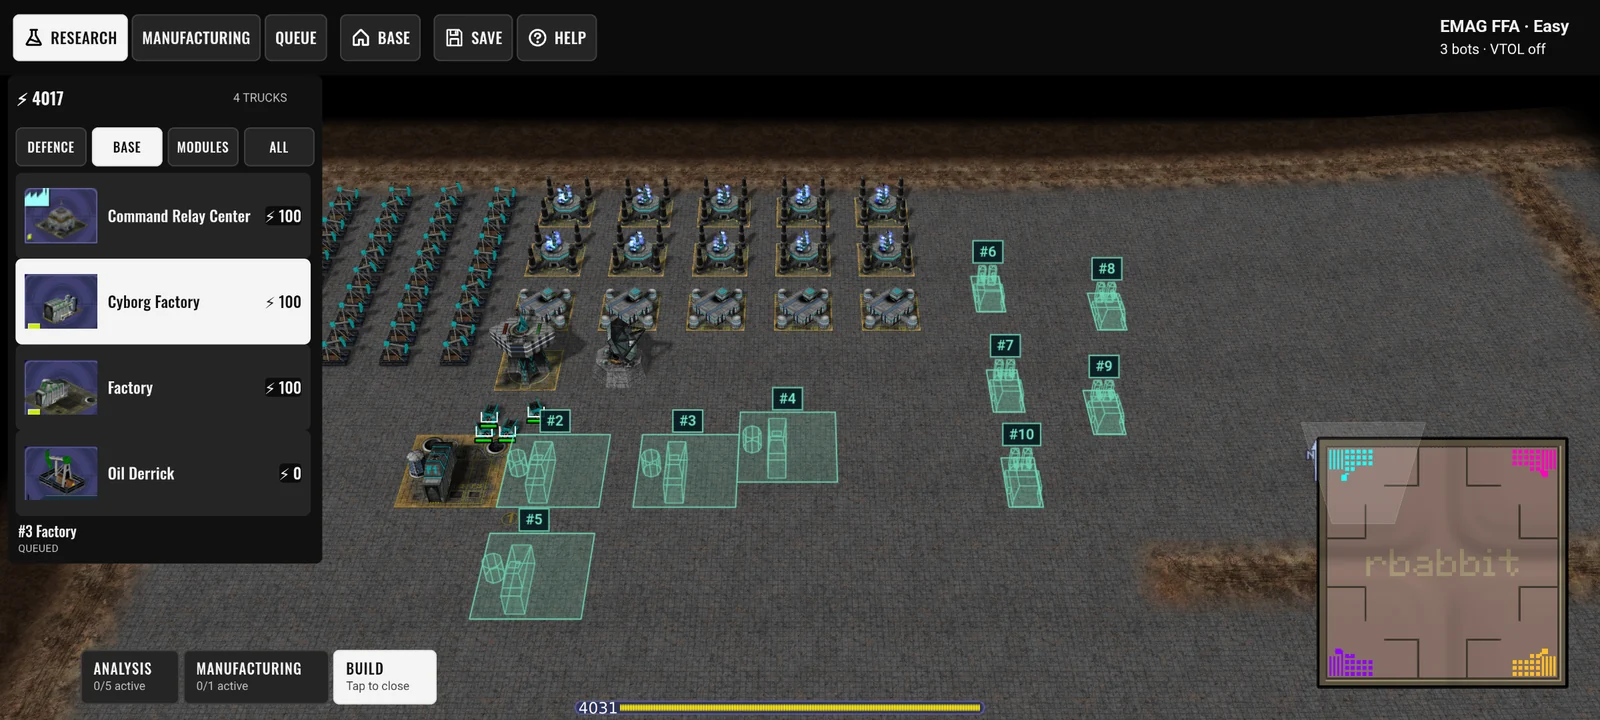 RESEARCH
MANUFACTURING
QUEUE
BASE
SAVE
HELP
EMAG FFA · Easy
3 bots · VTOL off
⚡ 4017
4 TRUCKS
DEFENCE
BASE
MODULES
ALL
Command Relay Center ⚡ 100
Cyborg Factory ⚡ 100
Factory ⚡ 100
Oil Derrick ⚡ 0
#3 Factory
QUEUED
#6
#8
#7
#9
#4
#2
#3
#10
#5
N
rbabbit
ANALYSIS
0/5 active
MANUFACTURING
0/1 active
BUILD
Tap to close
4031